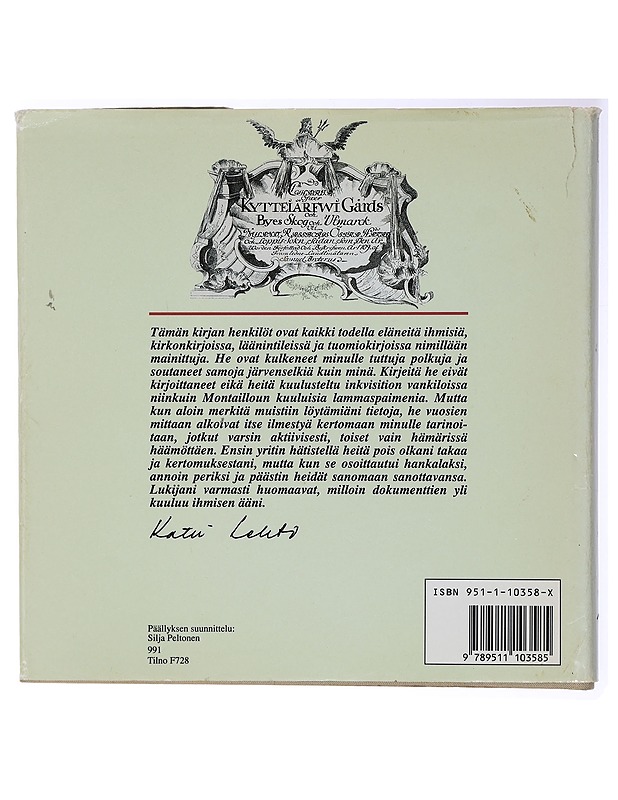 KYTTEIÄRFWI Gårds
och
Byes Skog och Utmarck
Tämän kirjan henkilöt ovat kaikki todella eläneitä ihmisiä,
kirkonkirjoissa, läänintileissä ja tuomiokirjoissa nimillään
mainittuja. He ovat kulkeneet minulle tuttuja polkuja ja
soutaneet samoja järvenselkiä kuin minä. Kirjeitä he eivät
kirjoittaneet eikä heitä kuulusteltu inkvisition vankiloissa
niinkuin Montailloun kuuluisia lammaspaimenia. Mutta
kun aloin merkitä muistiin löytämiäni tietoja, he vuosien
mittaan alkoivat itse ilmestyä kertomaan minulle tarinoi-
taan, jotkut varsin aktiivisesti, toiset vain hämärissä
häämöttäen. Ensin yritin hätistellä heitä pois olkani takaa
ja kertomuksestani, mutta kun se osoittautui hankalaksi,
annoin periksi ja päästin heidät sanomaan sanottavansa.
Lukijani varmasti huomaavat, milloin dokumenttien yli
kuuluu ihmisen ääni.
Katri Lehto
ISBN 951-1-10358-X
9 789511 103585
Päällyksen suunnittelu:
Silja Peltonen
991
Tilno F728